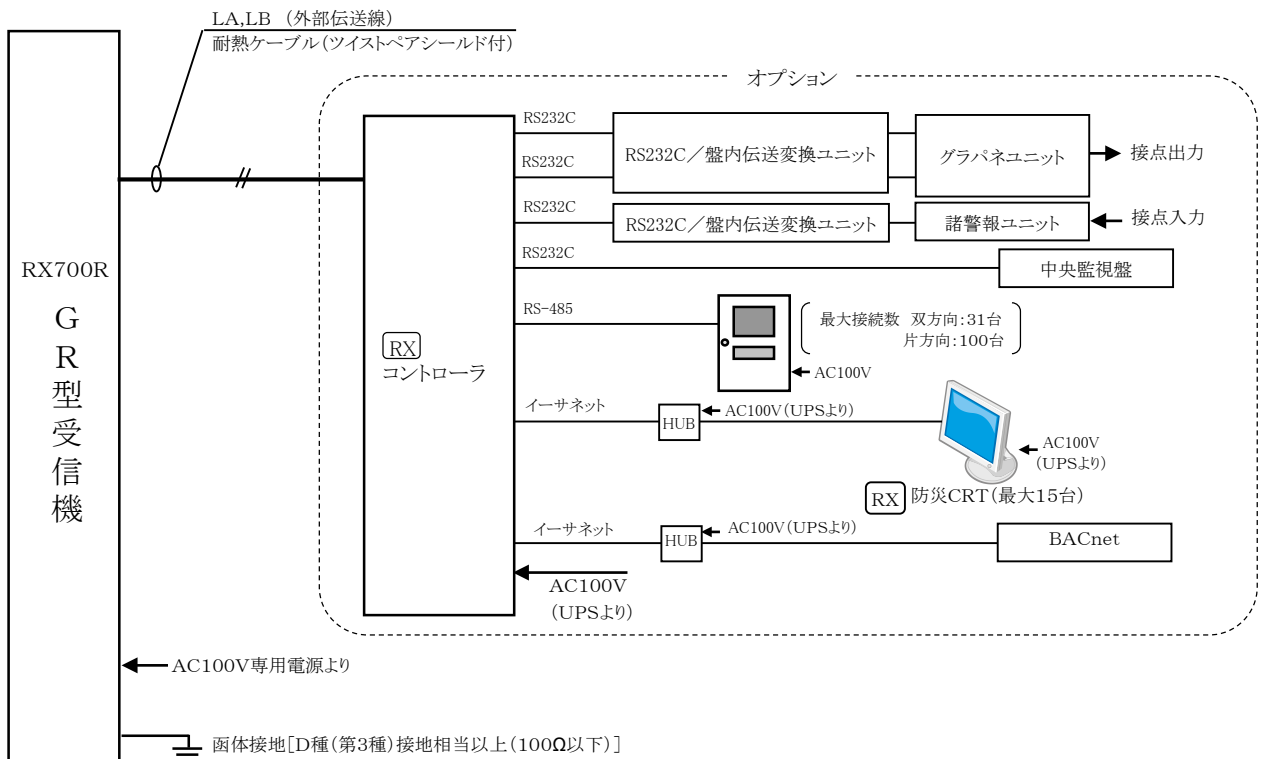 LA,LB (外部伝送線)
耐熱ケーブル(ツイストペアシールド付)
オプション
RX700R
GR型受信機
RX
コントローラ
RS232C
RS232C/盤内伝送変換ユニット
グラパネユニット
接点出力
RS232C
RS232C
RS232C/盤内伝送変換ユニット
諸警報ユニット
接点入力
RS232C
中央監視盤
RS-485
最大接続数 双方向:31台
片方向:100台
AC100V
イーサネット
HUB
AC100V(UPSより)
AC100V
(UPSより)
RX 防災CRT(最大15台)
イーサネット
HUB
AC100V(UPSより)
BACnet
AC100V
(UPSより)
AC100V専用電源より
函体接地[D種(第3種)接地相当以上(100Ω以下)]